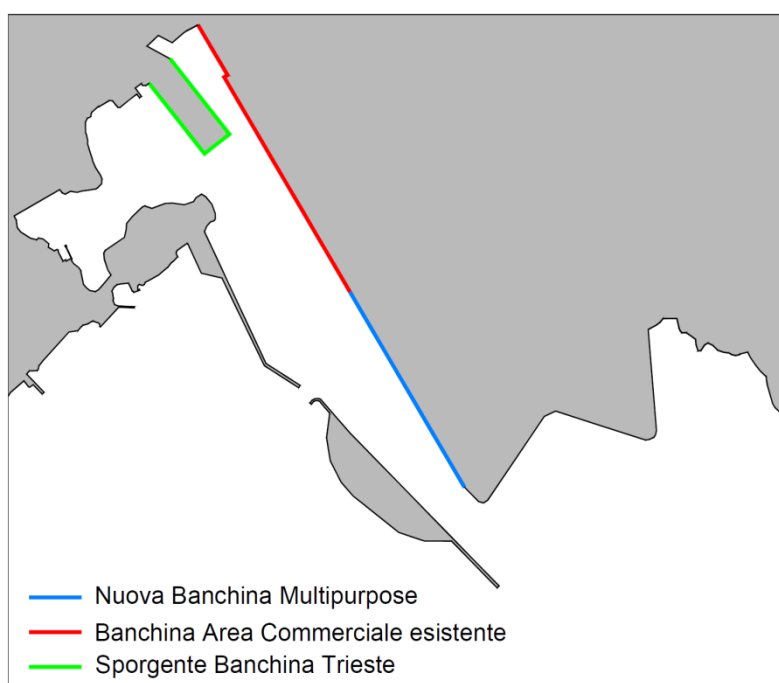 Nuova Banchina Multipurpose
Banchina Area Commerciale esistente
Sporgente Banchina Trieste